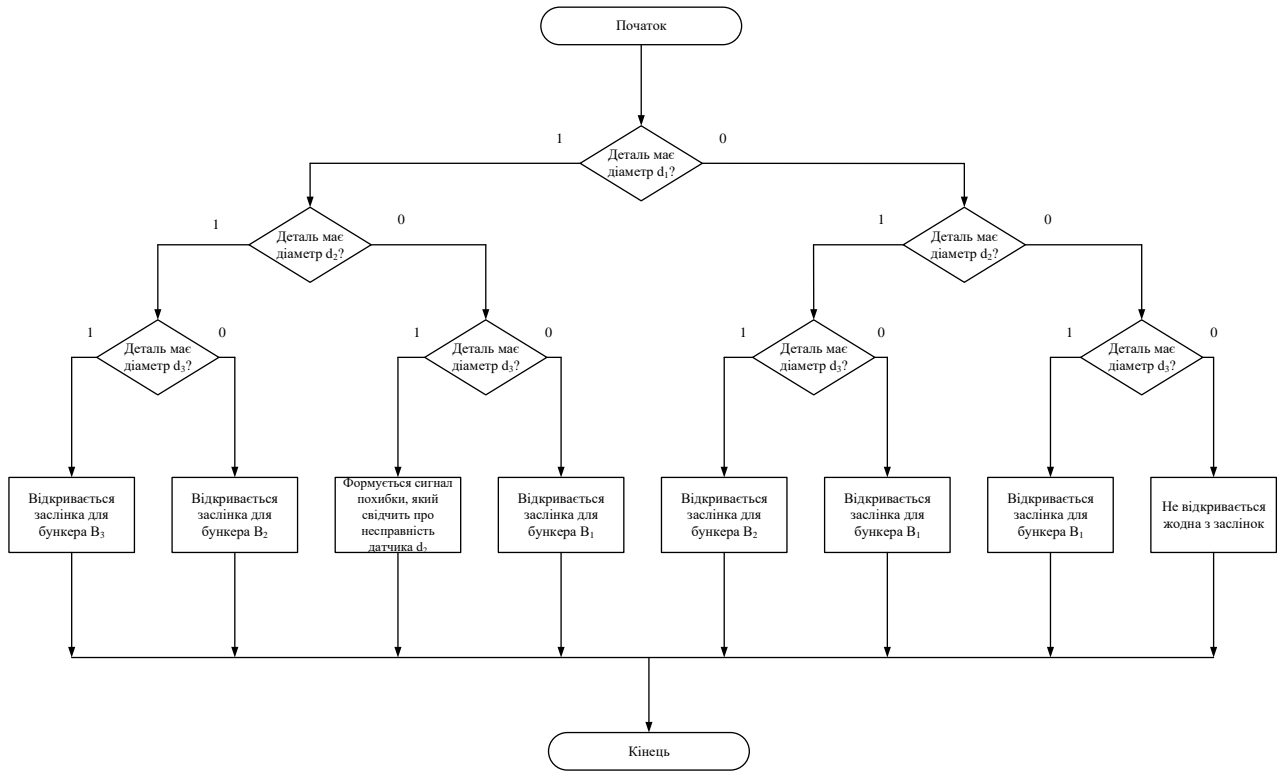 Початок
1
0
Деталь має
діаметр d₁?
1
0
Деталь має
діаметр d₂?
1
0
Деталь має
діаметр d₂?
1
0
Деталь має
діаметр d₃?
1
0
Деталь має
діаметр d₃?
1
0
Деталь має
діаметр d₃?
1
0
Деталь має
діаметр d₃?
Відкривається
заслінка для
бункера B₃
Відкривається
заслінка для
бункера B₂
Формується сигнал
похибки, який
свідчить про
несправність
датчика d₂
Відкривається
заслінка для
бункера B₁
Відкривається
заслінка для
бункера B₂
Відкривається
заслінка для
бункера B₁
Відкривається
заслінка для
бункера B₁
Не відкривається
жодна з заслінок
Кінець